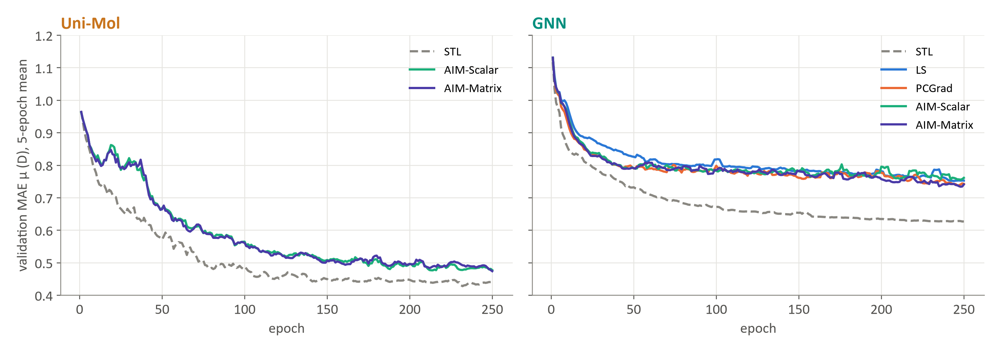 Uni-Mol
validation MAE μ (D), 5-epoch mean
1.2
1.1
1.0
0.9
0.8
0.7
0.6
0.5
0.4
STL
AIM-Scalar
AIM-Matrix
0
50
100
150
200
250
epoch
GNN
STL
LS
PCGrad
AIM-Scalar
AIM-Matrix
0
50
100
150
200
250
epoch